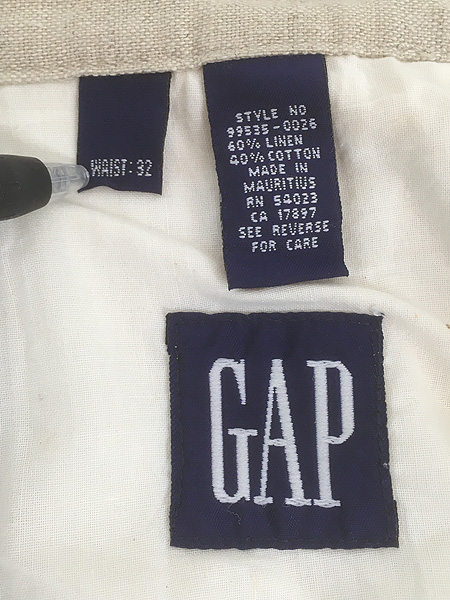 WAIST: 32
STYLE NO
99535-0026
60% LINEN
40% COTTON
MADE IN
MAURITIUS
RN 54023
CA 17897
SEE REVERSE
FOR CARE
GAP